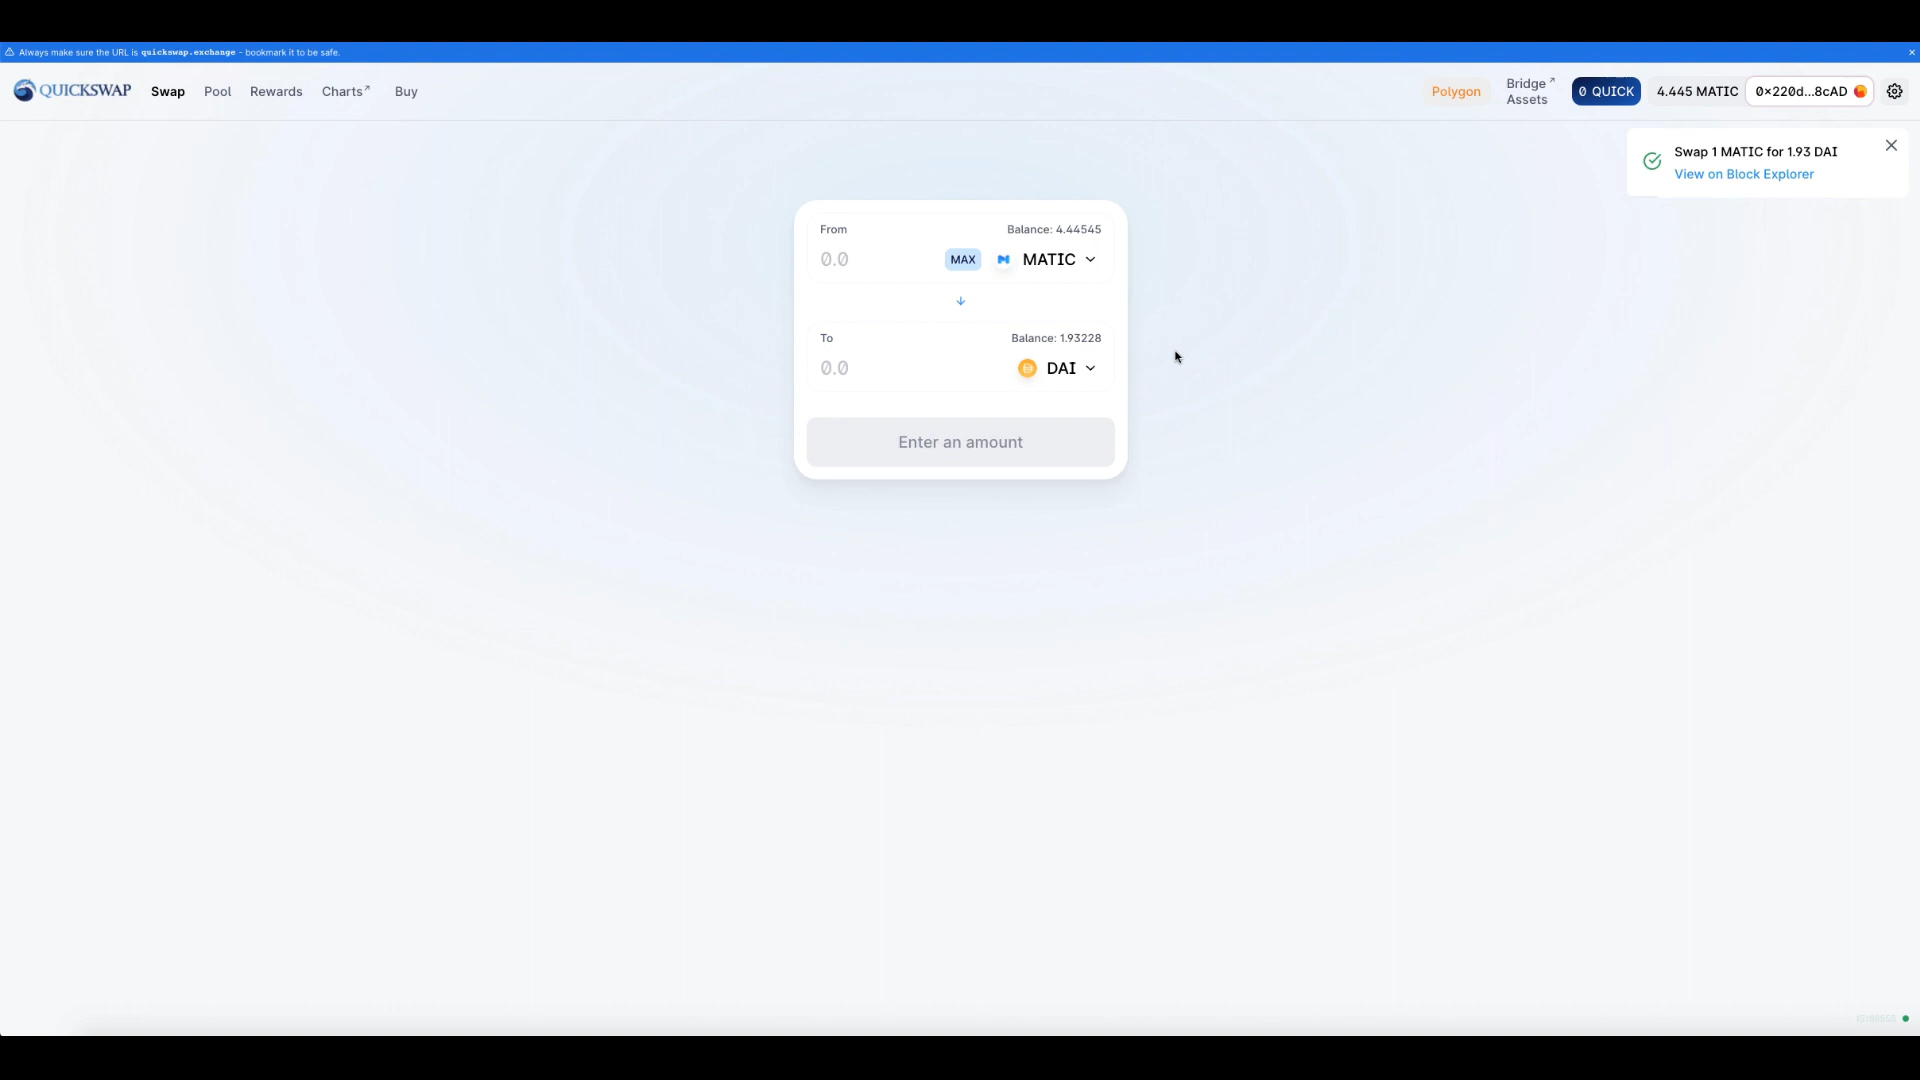 Always make sure the URL is quickswap.exchange - bookmark it to be safe.
QUICKSWAP
Swap
Pool
Rewards
Charts↗
Buy
Polygon
Bridge↗
Assets
0 QUICK
4.445 MATIC
0×220d...8cAD
Swap 1 MATIC for 1.93 DAI
View on Block Explorer
From
Balance: 4.44545
0.0
MAX
MATIC
To
Balance: 1.93228
0.0
DAI
Enter an amount